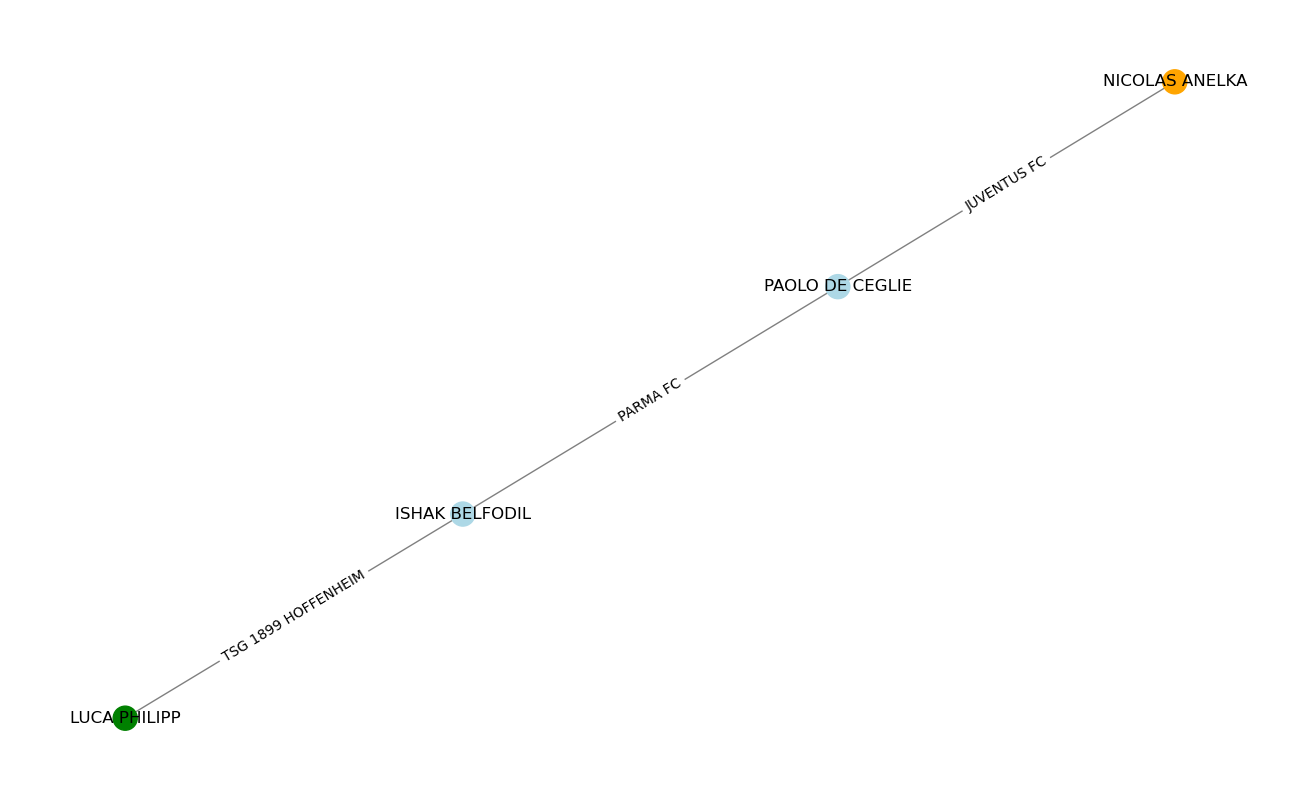 NICOLAS ANELKA
JUVENTUS FC
PAOLO DE CEGLIE
PARMA FC
ISHAK BELFODIL
TSG 1899 HOFFENHEIM
LUCA PHILIPP